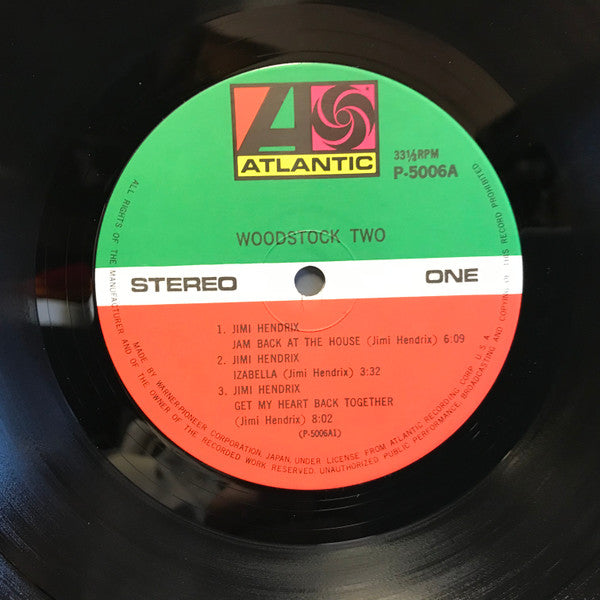 ATLANTIC
33⅓RPM
P-5006A
WOODSTOCK TWO
STEREO ONE
1. JIMI HENDRIX
JAM BACK AT THE HOUSE (Jimi Hendrix) 6:09
2. JIMI HENDRIX
IZABELLA (Jimi Hendrix) 3:32
3. JIMI HENDRIX
GET MY HEART BACK TOGETHER
(Jimi Hendrix) 8:02
(P-5006A1)
ALL RIGHTS OF THE MANUFACTURER AND OF THE OWNER OF THE RECORDED WORK RESERVED. UNAUTHORIZED PUBLIC PERFORMANCE, BROADCASTING AND COPYING OF THIS RECORD PROHIBITED
MADE BY WARNER-PIONEER CORPORATION, JAPAN, UNDER LICENSE FROM ATLANTIC RECORDING CORP. U.S.A.